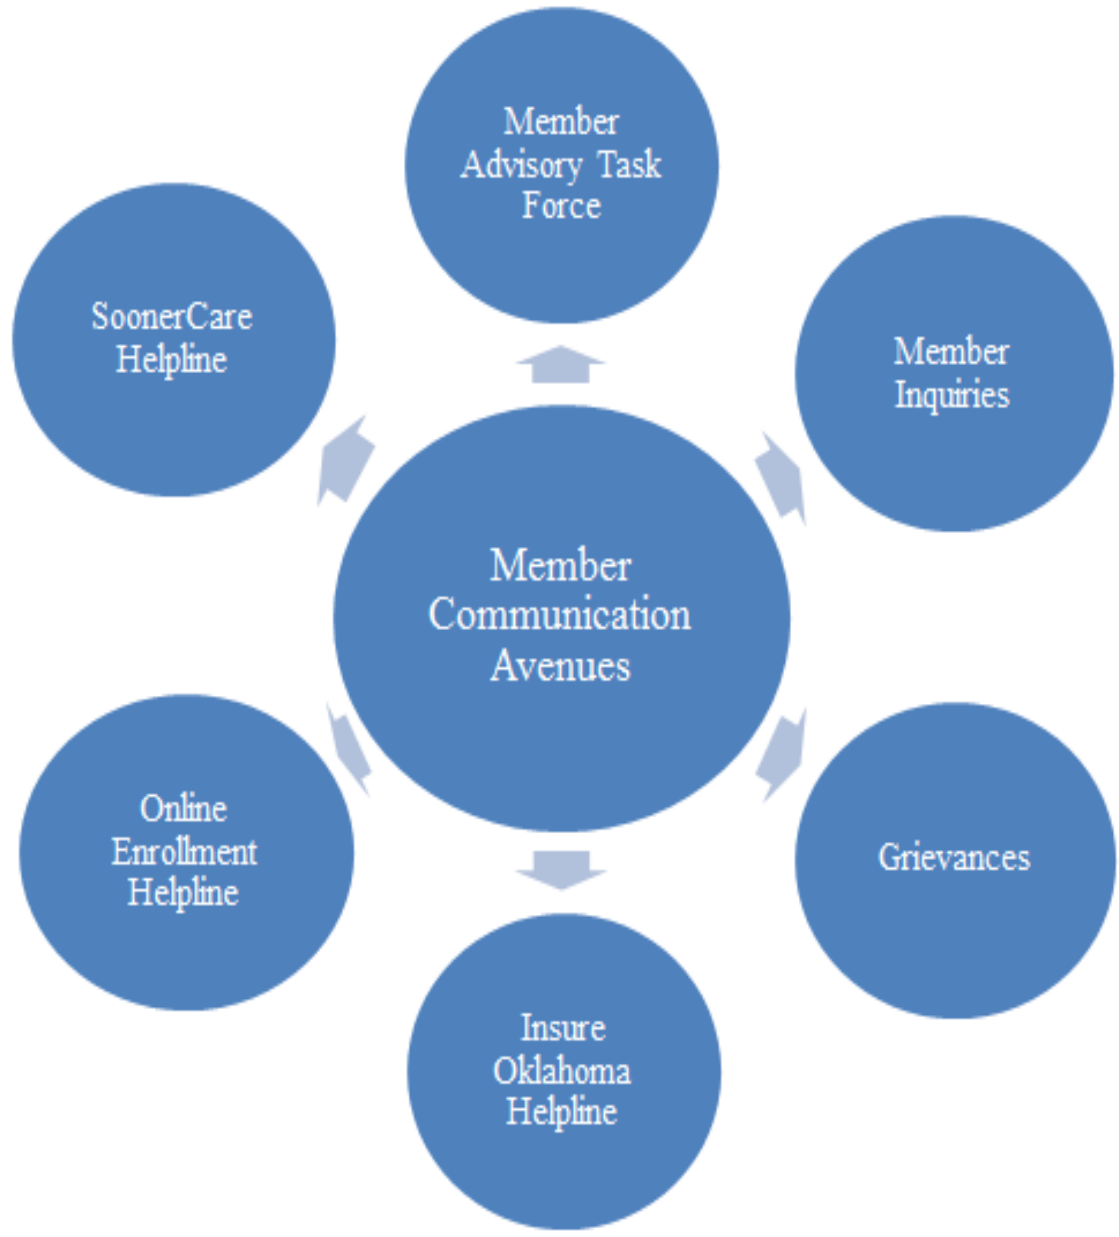 Member
Advisory Task
Force
SoonerCare
Helpline
Member
Inquiries
Member
Communication
Avenues
Online
Enrollment
Helpline
Grievances
Insure
Oklahoma
Helpline